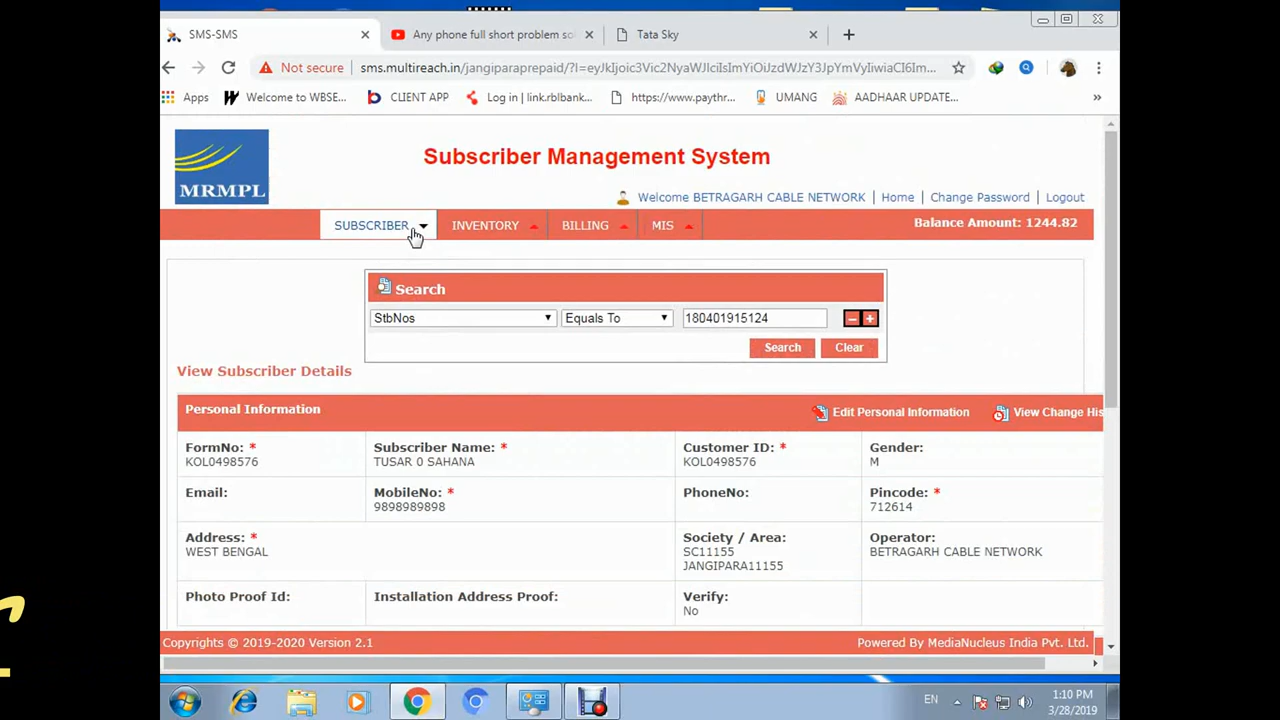 SMS-SMS
Any phone full short problem so
Tata Sky
Not secure
sms.multireach.in/jangiparaprepaid/?l=eyJkIjoic3Vic2NyaWJlciIsImYiOiJzdWJzY3JpYmVyIiwiaCI6Im...
Apps
Welcome to WBSE...
CLIENT APP
Log in | link.rblbank...
https://www.paythr...
UMANG
AADHAAR UPDATE...
»
MRMPL
Subscriber Management System
Welcome BETRAGARH CABLE NETWORK | Home | Change Password | Logout
SUBSCRIBER INVENTORY BILLING MIS Balance Amount: 1244.82
Search
StbNos Equals To 180401915124
Search Clear
View Subscriber Details
Personal Information Edit Personal Information View Change His
FormNo: * Subscriber Name: * Customer ID: * Gender:
KOL0498576 TUSAR 0 SAHANA KOL0498576 M
Email: MobileNo: * PhoneNo: Pincode: *
9898989898 712614
Address: * Society / Area: Operator:
WEST BENGAL SC11155 BETRAGARH CABLE NETWORK
JANGIPARA11155
Photo Proof Id: Installation Address Proof: Verify:
No
Copyrights © 2019-2020 Version 2.1 Powered By MediaNucleus India Pvt. Ltd.
EN
1:10 PM
3/28/2019